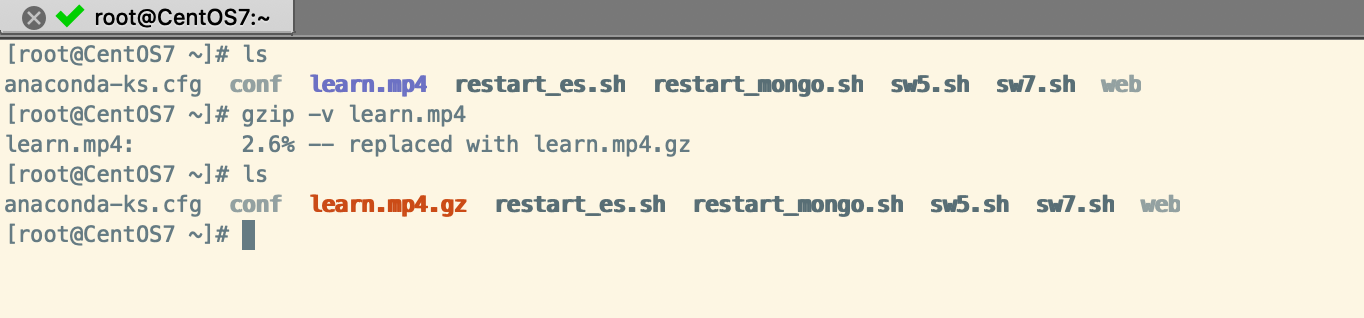 root@CentOS7:~
[root@CentOS7 ~]# ls
anaconda-ks.cfg  conf  learn.mp4  restart_es.sh  restart_mongo.sh  sw5.sh  sw7.sh  web
[root@CentOS7 ~]# gzip -v learn.mp4
learn.mp4:        2.6% -- replaced with learn.mp4.gz
[root@CentOS7 ~]# ls
anaconda-ks.cfg  conf  learn.mp4.gz  restart_es.sh  restart_mongo.sh  sw5.sh  sw7.sh  web
[root@CentOS7 ~]#